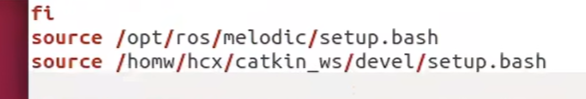 fi
source /opt/ros/melodic/setup.bash
source /homw/hcx/catkin_ws/devel/setup.bash